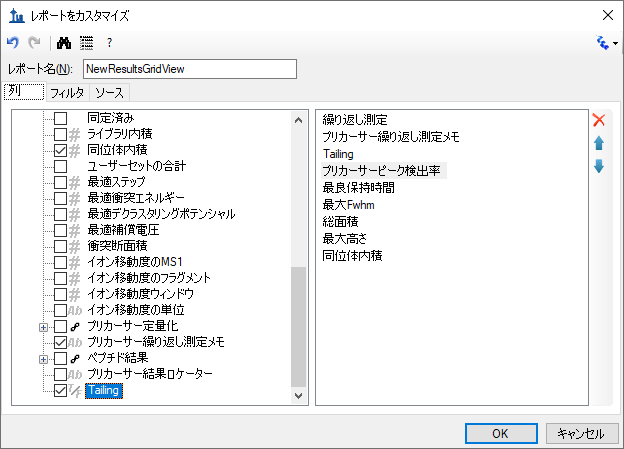 レポートをカスタマイズ
?
レポート名(N):
NewResultsGridView
列
フィルタ
ソース
同定済み
ライブラリ内積
同位体内積
ユーザーセットの合計
最適ステップ
最適衝突エネルギー
最適デクラスタリングポテンシャル
最適補償電圧
衝突断面積
イオン移動度のMS1
イオン移動度のフラグメント
イオン移動度ウィンドウ
Ab イオン移動度の単位
プリカーサー定量化
Ab プリカーサー繰り返し測定メモ
ペプチド結果
Ab プリカーサー結果ロケーター
T/F Tailing
繰り返し測定
プリカーサー繰り返し測定メモ
Tailing
プリカーサーピーク検出率
最良保持時間
最大Fwhm
総面積
最大高さ
同位体内積
OK
キャンセル